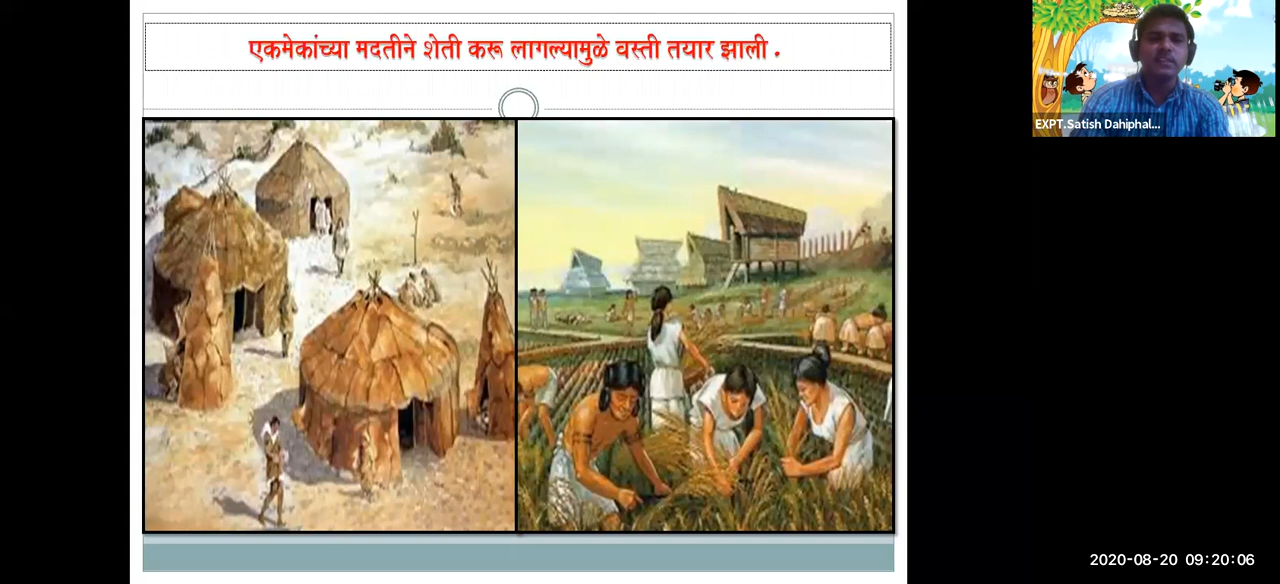 एकमेकांच्या मदतीने शेती करू लागल्यामुळे वस्ती तयार झाली .
EXPT.Satish Dahiphal...
2020-08-20 09:20:06